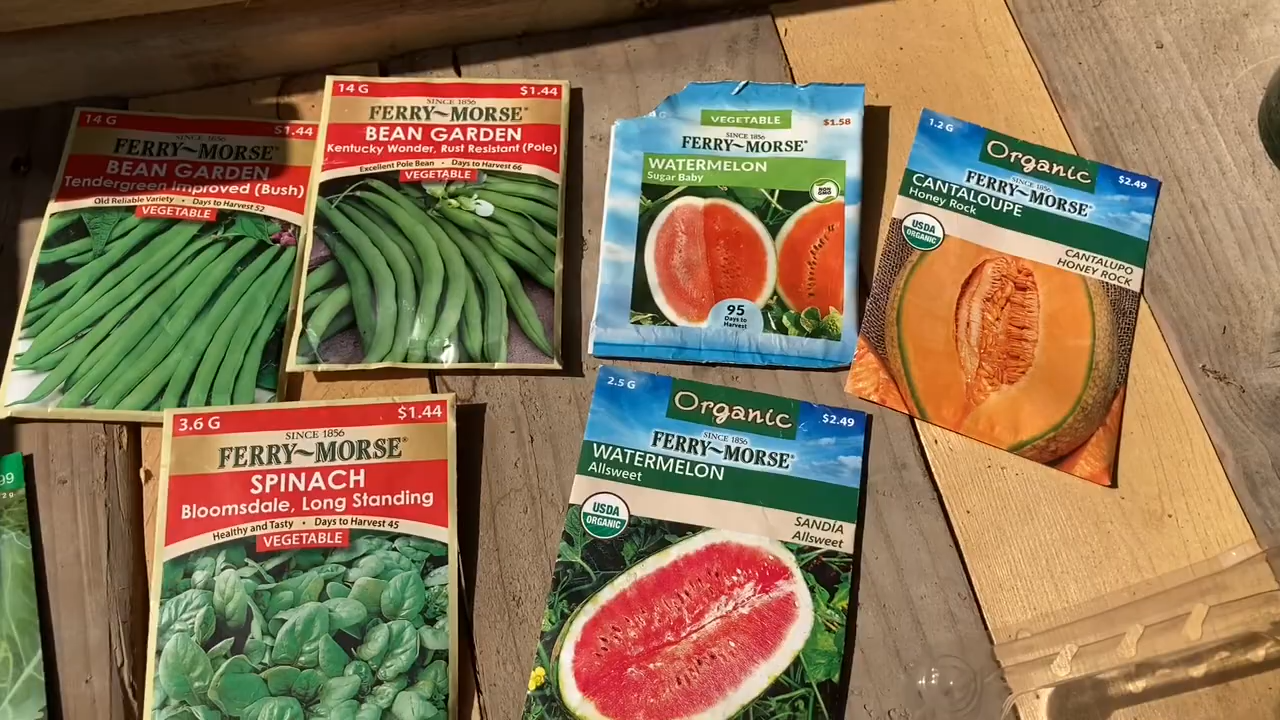 14 G $1.44
SINCE 1856
FERRY~MORSE®
BEAN GARDEN
Tendergreen Improved (Bush)
Old Reliable Variety • Days to Harvest 52
VEGETABLE
14 G $1.44
SINCE 1856
FERRY~MORSE®
BEAN GARDEN
Kentucky Wonder, Rust Resistant (Pole)
Excellent Pole Bean • Days to Harvest 66
VEGETABLE
G
VEGETABLE
$1.58
SINCE 1856
FERRY~MORSE®
WATERMELON
Sugar Baby
NON
GMO
95
Days to
Harvest
1.2 G
Organic
$2.49
SINCE 1856
FERRY~MORSE®
CANTALOUPE
Honey Rock
USDA
ORGANIC
CANTALUPO
HONEY ROCK
99
3.6 G $1.44
SINCE 1856
FERRY~MORSE®
SPINACH
Bloomsdale, Long Standing
Healthy and Tasty • Days to Harvest 45
VEGETABLE
2.5 G
Organic
$2.49
SINCE 1856
FERRY~MORSE®
WATERMELON
Allsweet
USDA
ORGANIC
SANDÍA
Allsweet